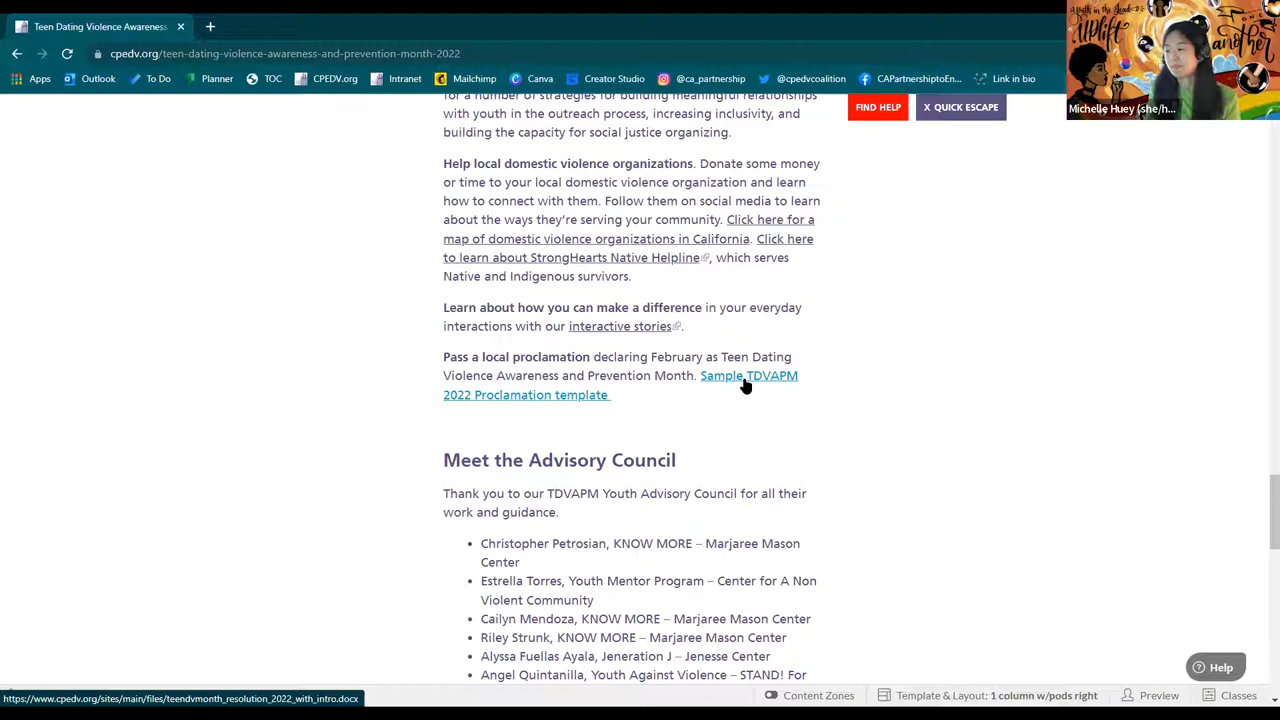 Teen Dating Violence Awareness
cpedv.org/teen-dating-violence-awareness-and-prevention-month-2022
Apps
Outlook
To Do
Planner
TOC
CPEDV.org
Intranet
Mailchimp
Canva
Creator Studio
@ca_partnership
@cpedvcoalition
CAPartnershiptoEn...
Link in bio
UPlift
one
another
Michelle Huey (she/h...
FIND HELP
X QUICK ESCAPE
for a number of strategies for building meaningful relationships
with youth in the outreach process, increasing inclusivity, and
building the capacity for social justice organizing.
Help local domestic violence organizations. Donate some money
or time to your local domestic violence organization and learn
how to connect with them. Follow them on social media to learn
about the ways they're serving your community. Click here for a
map of domestic violence organizations in California. Click here
to learn about StrongHearts Native Helpline, which serves
Native and Indigenous survivors.
Learn about how you can make a difference in your everyday
interactions with our interactive stories.
Pass a local proclamation declaring February as Teen Dating
Violence Awareness and Prevention Month. Sample TDVAPM
2022 Proclamation template
Meet the Advisory Council
Thank you to our TDVAPM Youth Advisory Council for all their
work and guidance.
• Christopher Petrosian, KNOW MORE – Marjaree Mason
Center
• Estrella Torres, Youth Mentor Program – Center for A Non
Violent Community
• Cailyn Mendoza, KNOW MORE – Marjaree Mason Center
• Riley Strunk, KNOW MORE – Marjaree Mason Center
• Alyssa Fuellas Ayala, Jeneration J – Jenesse Center
• Angel Quintanilla, Youth Against Violence – STAND! For
Help
https://www.cpedv.org/sites/main/files/teendvmonth_resolution_2022_with_intro.docx
Content Zones
Template & Layout: 1 column w/pods right
Preview
Classes